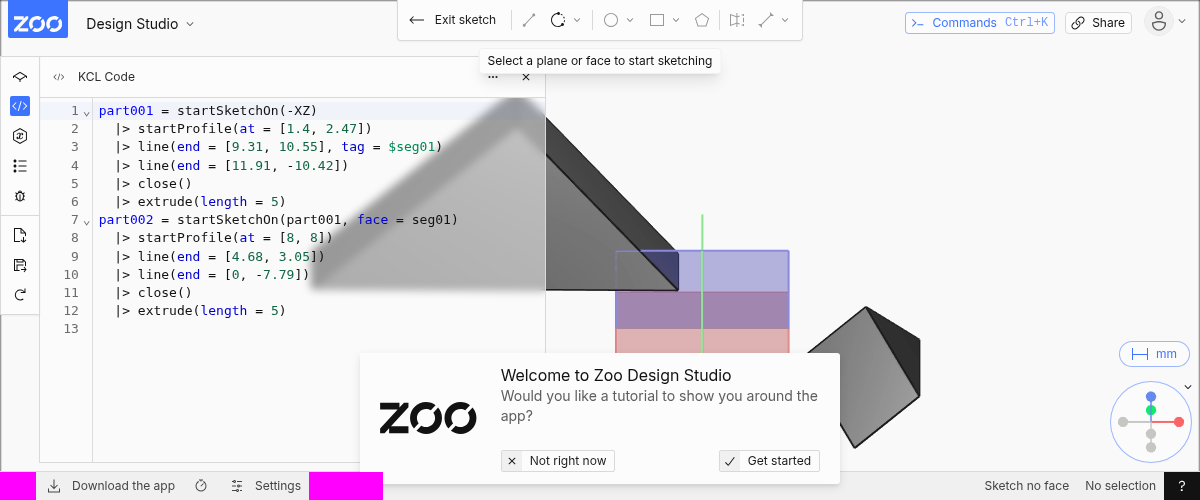 ZOO
Design Studio
Exit sketch
Commands Ctrl+K
Share
Select a plane or face to start sketching
KCL Code
1 part001 = startSketchOn(-XZ)
2 |> startProfile(at = [1.4, 2.47])
3 |> line(end = [9.31, 10.55], tag = $seg01)
4 |> line(end = [11.91, -10.42])
5 |> close()
6 |> extrude(length = 5)
7 part002 = startSketchOn(part001, face = seg01)
8 |> startProfile(at = [8, 8])
9 |> line(end = [4.68, 3.05])
10 |> line(end = [0, -7.79])
11 |> close()
12 |> extrude(length = 5)
13
mm
Welcome to Zoo Design Studio
Would you like a tutorial to show you around the
app?
ZOO
Not right now
Get started
Download the app
Settings
Sketch no face
No selection
?